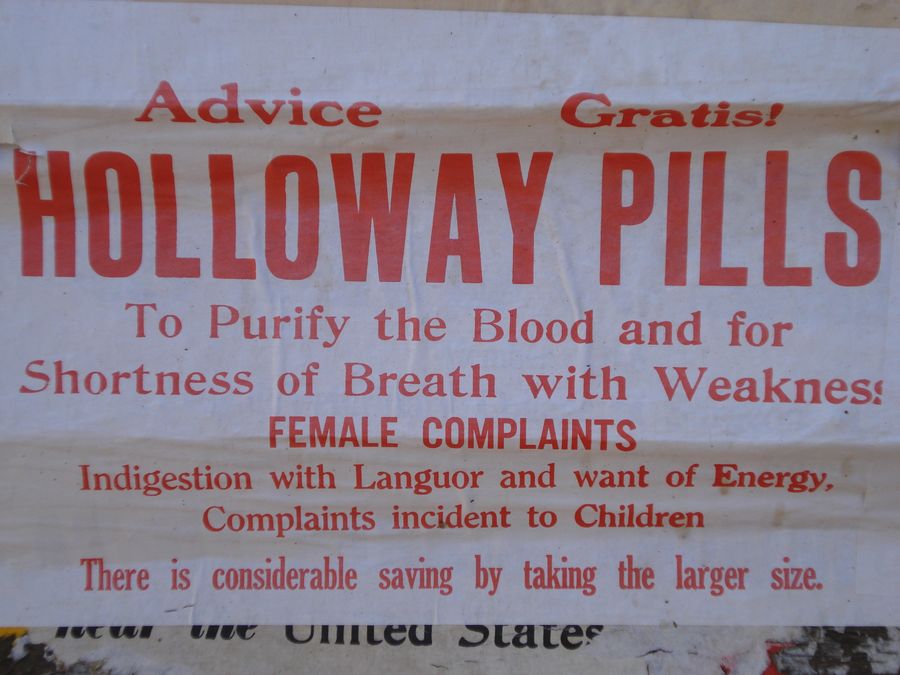 Advice Gratis!
HOLLOWAY PILLS
To Purify the Blood and for
Shortness of Breath with Weakness
FEMALE COMPLAINTS
Indigestion with Languor and want of Energy,
Complaints incident to Children
There is considerable saving by taking the larger size.
near the United States